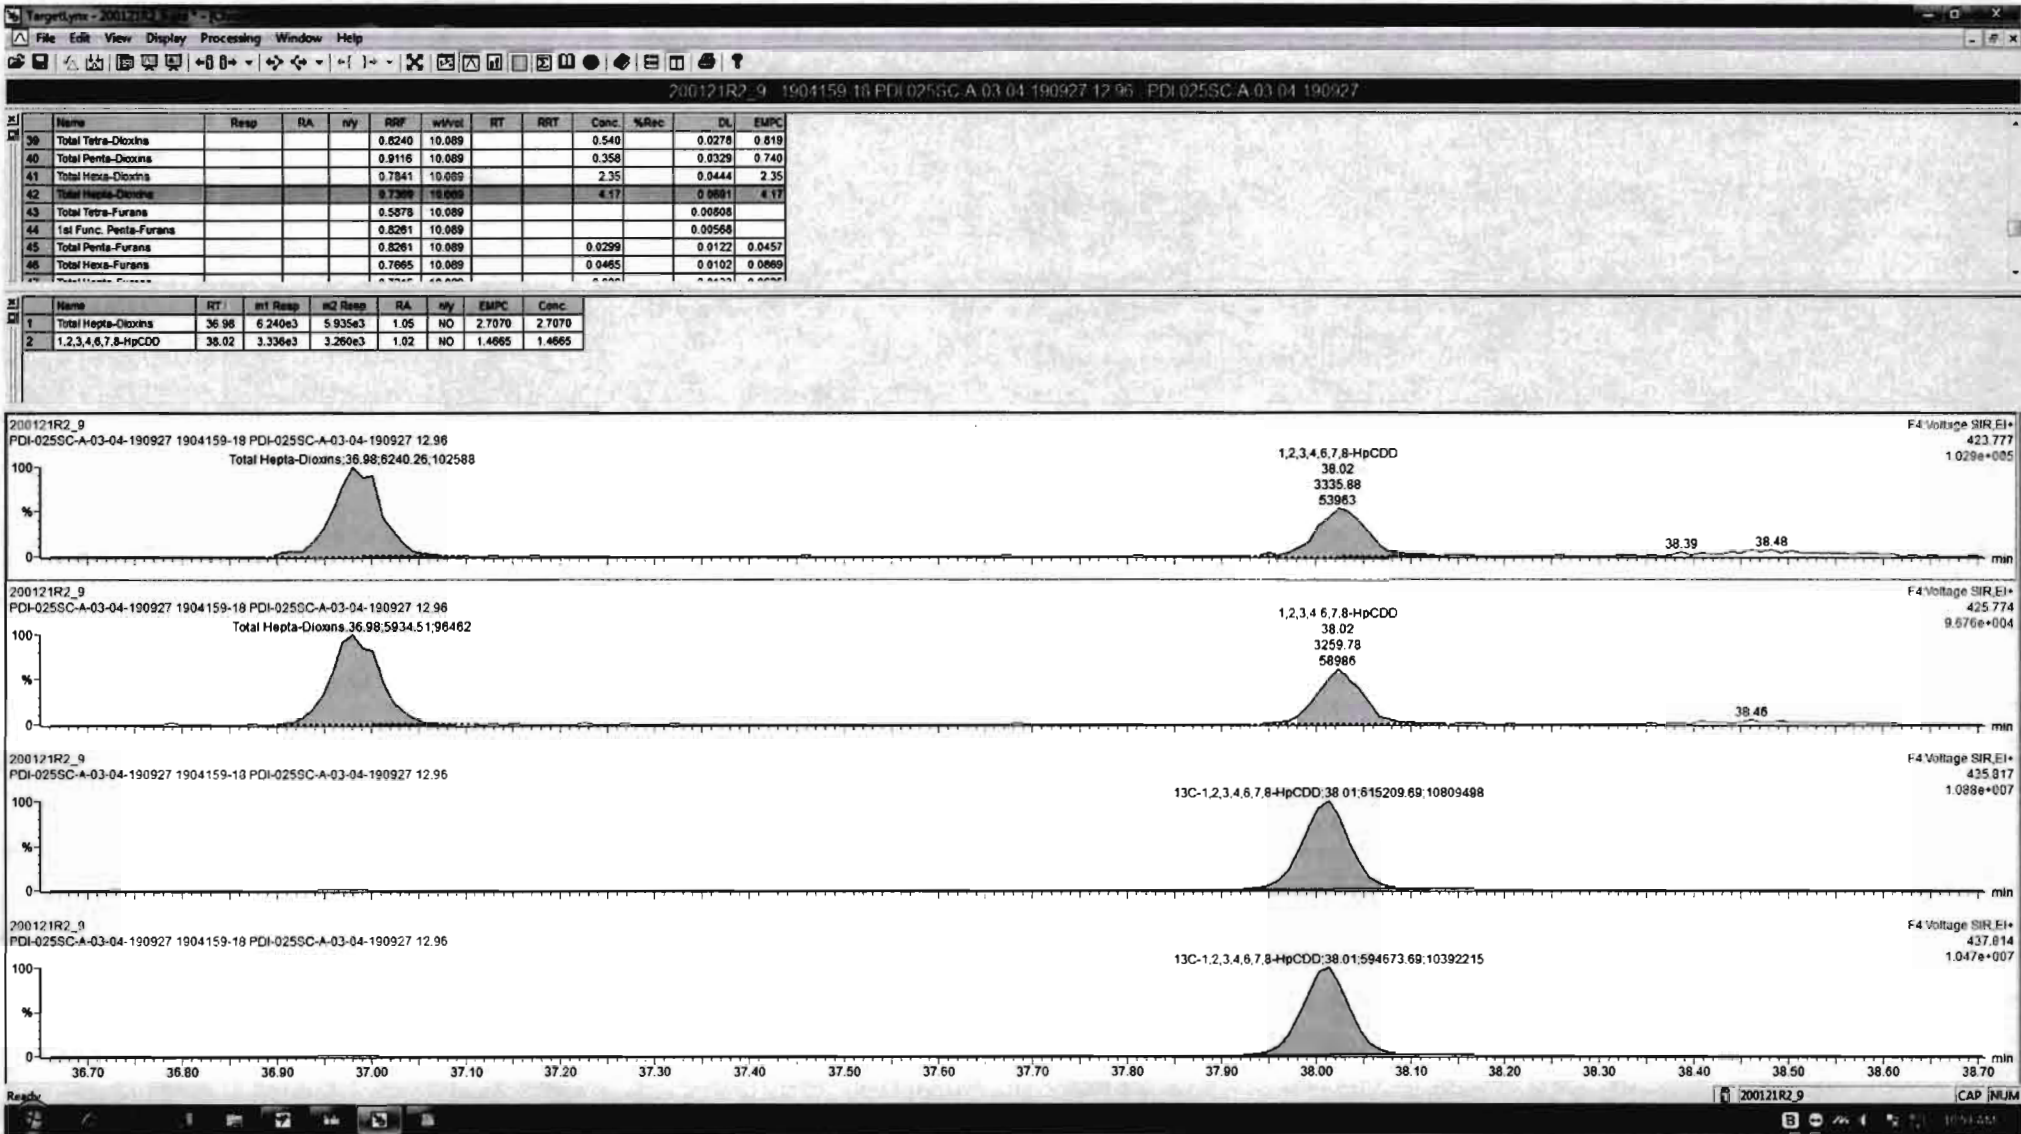 TargetLynx - 200121R2
File Edit View Display Processing Window Help
200121R2_9 1904159-18 PDI-025SC-A-03-04-190927 12.96 PDI-025SC-A-03-04-190927
Name Resp RA n/y RRF wt/vol RT RRT Conc. %Rec DL EMPC
39 Total Tetra-Dioxins 0.8240 10.089 0.540 0.0278 0.819
40 Total Penta-Dioxins 0.9116 10.089 0.358 0.0329 0.740
41 Total Hexa-Dioxins 0.7841 10.089 2.35 0.0444 2.35
42 Total Hepta-Dioxins 10.089 4.17 4.17
43 Total Tetra-Furans 0.5878 10.089 0.00808
44 1st Func. Penta-Furans 0.8261 10.089 0.00568
45 Total Penta-Furans 0.8261 10.089 0.0299 0.0122 0.0457
46 Total Hexa-Furans 0.7665 10.089 0.0465 0.0102 0.0869
Name RT m1 Resp m2 Resp RA n/y EMPC Conc.
1 Total Hepta-Dioxins 36.98 6.240e3 5.935e3 1.05 NO 2.7070 2.7070
2 1,2,3,4,6,7,8-HpCDD 38.02 3.336e3 3.260e3 1.02 NO 1.4665 1.4665
200121R2_9
PDI-025SC-A-03-04-190927 1904159-18 PDI-025SC-A-03-04-190927 12.96
F4:Voltage SIR,EI+
423.777
1.029e+005
Total Hepta-Dioxins;36.98;6240.26;102588
1,2,3,4,6,7,8-HpCDD
38.02
3335.88
53963
38.39 38.48
100
%
0
min
200121R2_9
PDI-025SC-A-03-04-190927 1904159-18 PDI-025SC-A-03-04-190927 12.96
F4:Voltage SIR,EI+
425.774
9.676e+004
Total Hepta-Dioxins;36.98;5934.51;96462
1,2,3,4,6,7,8-HpCDD
38.02
3259.78
58986
38.46
100
%
0
min
200121R2_9
PDI-025SC-A-03-04-190927 1904159-18 PDI-025SC-A-03-04-190927 12.96
F4:Voltage SIR,EI+
435.817
1.088e+007
13C-1,2,3,4,6,7,8-HpCDD;38.01;615209.69;10809498
100
%
0
min
200121R2_9
PDI-025SC-A-03-04-190927 1904159-18 PDI-025SC-A-03-04-190927 12.96
F4:Voltage SIR,EI+
437.814
1.047e+007
13C-1,2,3,4,6,7,8-HpCDD;38.01;594673.69;10392215
100
%
0
min
36.70 36.80 36.90 37.00 37.10 37.20 37.30 37.40 37.50 37.60 37.70 37.80 37.90 38.00 38.10 38.20 38.30 38.40 38.50 38.60 38.70
Ready 200121R2_9 CAP NUM